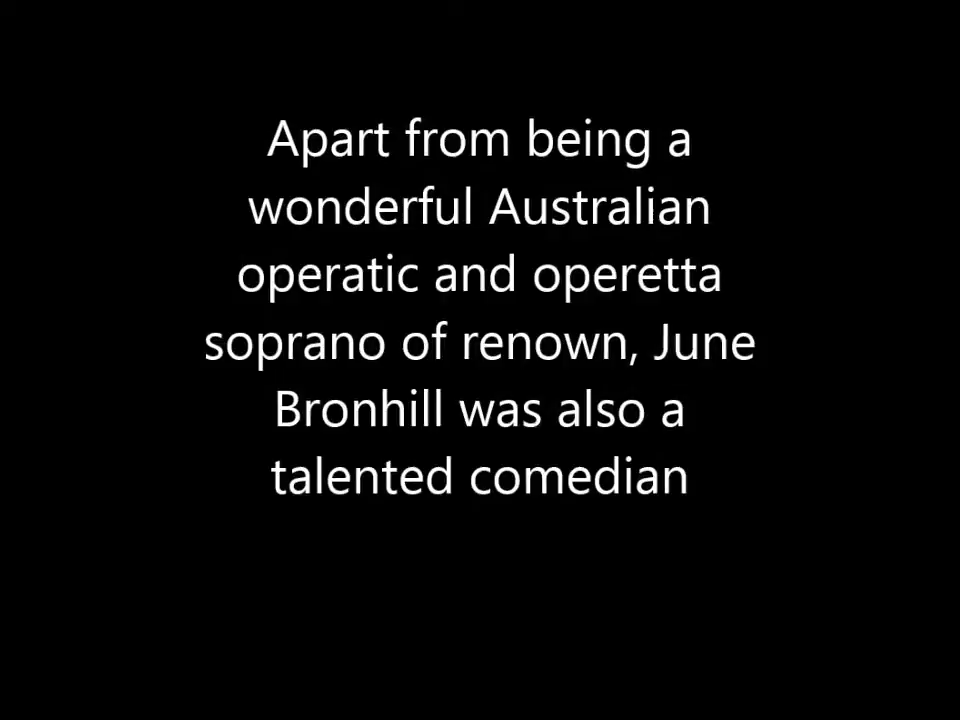 Apart from being a
wonderful Australian
operatic and operetta
soprano of renown, June
Bronhill was also a
talented comedian